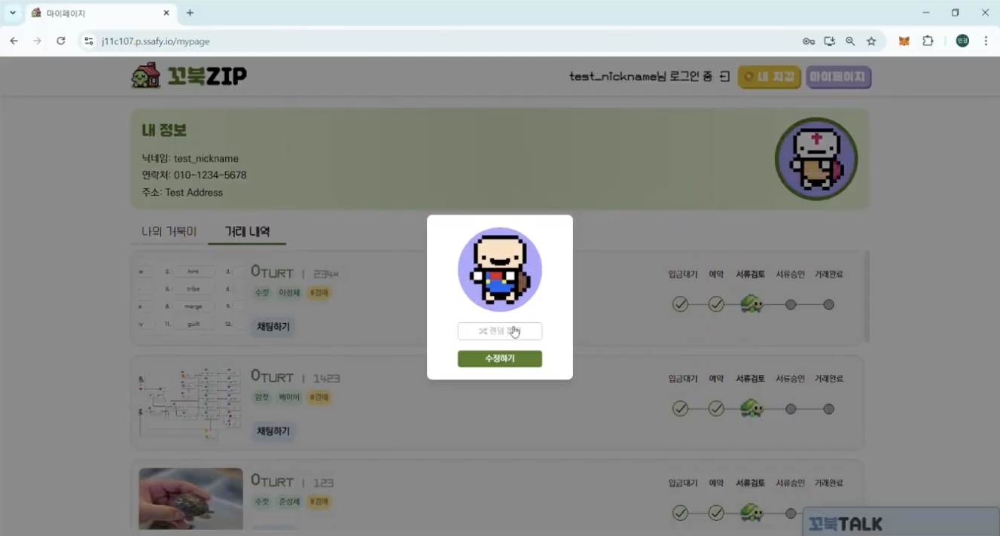 마이페이지
j11c107.p.ssafy.io/mypage
민경
꼬북ZIP
test_nickname님 로그인 중
내 지갑
마이페이지
내 정보
닉네임: test_nickname
연락처: 010-1234-5678
주소: Test Address
나의 거북이
거래 내역
2. hint 3.
5. tribe 6.
8. merge 9.
11. guilt 12.
0TURT | 234
수컷 아성체 #경매
채팅하기
입금대기 예약 서류검토 서류승인 거래완료
랜덤
수정하기
0TURT | 1423
암컷 베이비 #경매
채팅하기
입금대기 예약 서류검토 서류승인 거래완료
0TURT | 123
수컷 준성체 #경매
입금대기 예약 서류검토 서류승인 거래완료
꼬북TALK